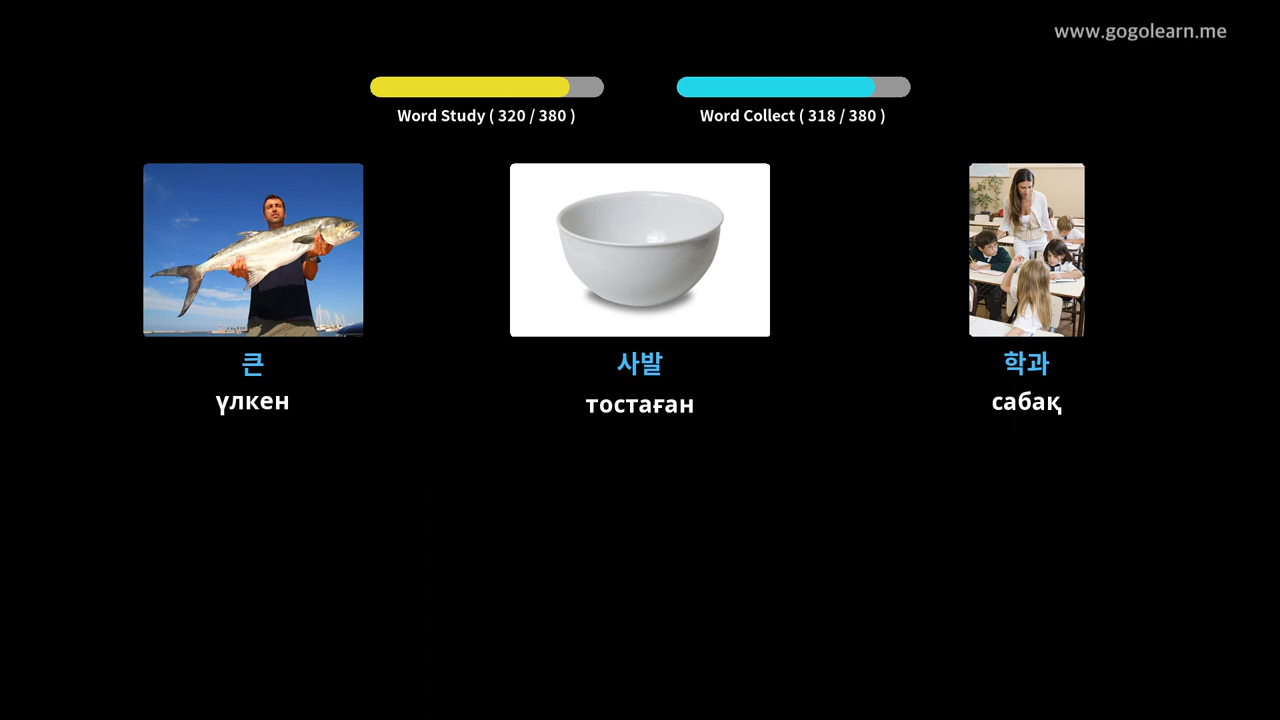 www.gogolearn.me
Word Study ( 320 / 380 )
Word Collect ( 318 / 380 )
큰
사발
학과
үлкен
тостаған
сабақ